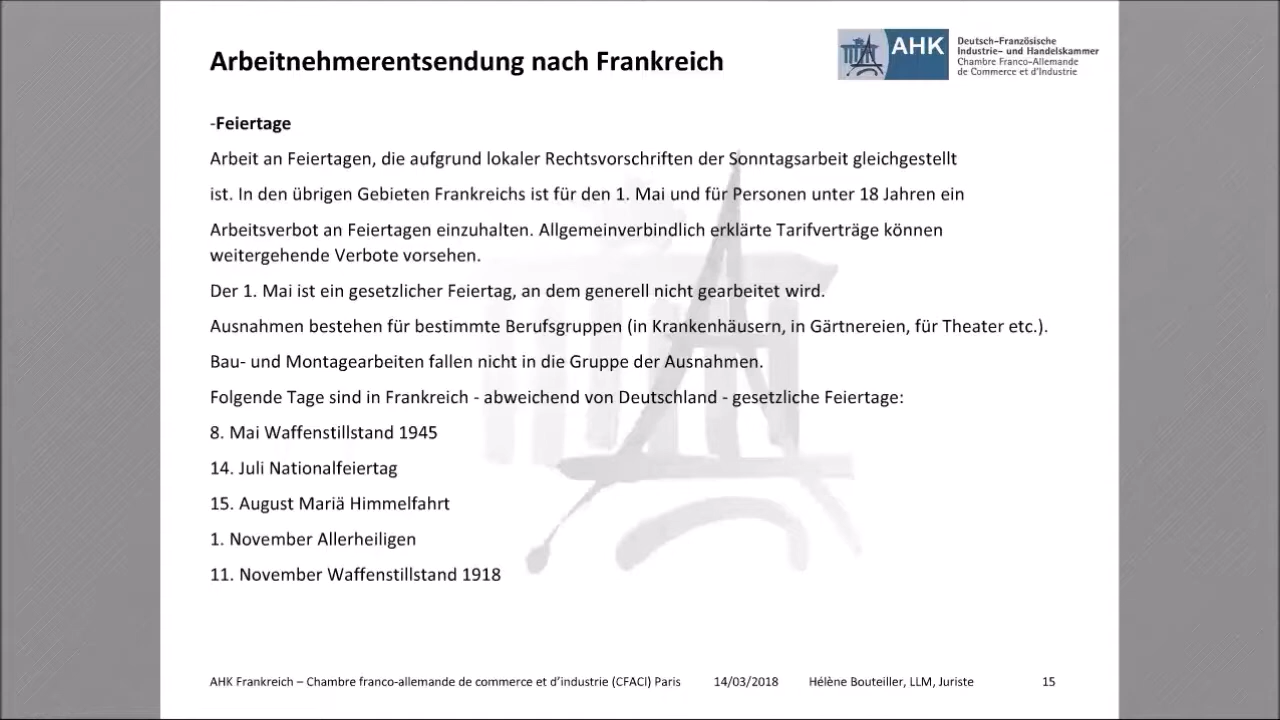 Arbeitnehmerentsendung nach Frankreich
AHK
Deutsch-Französische
Industrie- und Handelskammer
Chambre Franco-Allemande
de Commerce et d'Industrie
-Feiertage
Arbeit an Feiertagen, die aufgrund lokaler Rechtsvorschriften der Sonntagsarbeit gleichgestellt
ist. In den übrigen Gebieten Frankreichs ist für den 1. Mai und für Personen unter 18 Jahren ein
Arbeitsverbot an Feiertagen einzuhalten. Allgemeinverbindlich erklärte Tarifverträge können
weitergehende Verbote vorsehen.
Der 1. Mai ist ein gesetzlicher Feiertag, an dem generell nicht gearbeitet wird.
Ausnahmen bestehen für bestimmte Berufsgruppen (in Krankenhäusern, in Gärtnereien, für Theater etc.).
Bau- und Montagearbeiten fallen nicht in die Gruppe der Ausnahmen.
Folgende Tage sind in Frankreich - abweichend von Deutschland - gesetzliche Feiertage:
8. Mai Waffenstillstand 1945
14. Juli Nationalfeiertag
15. August Mariä Himmelfahrt
1. November Allerheiligen
11. November Waffenstillstand 1918
AHK Frankreich – Chambre franco-allemande de commerce et d'industrie (CFACI) Paris 14/03/2018 Hélène Bouteiller, LLM, Juriste 15